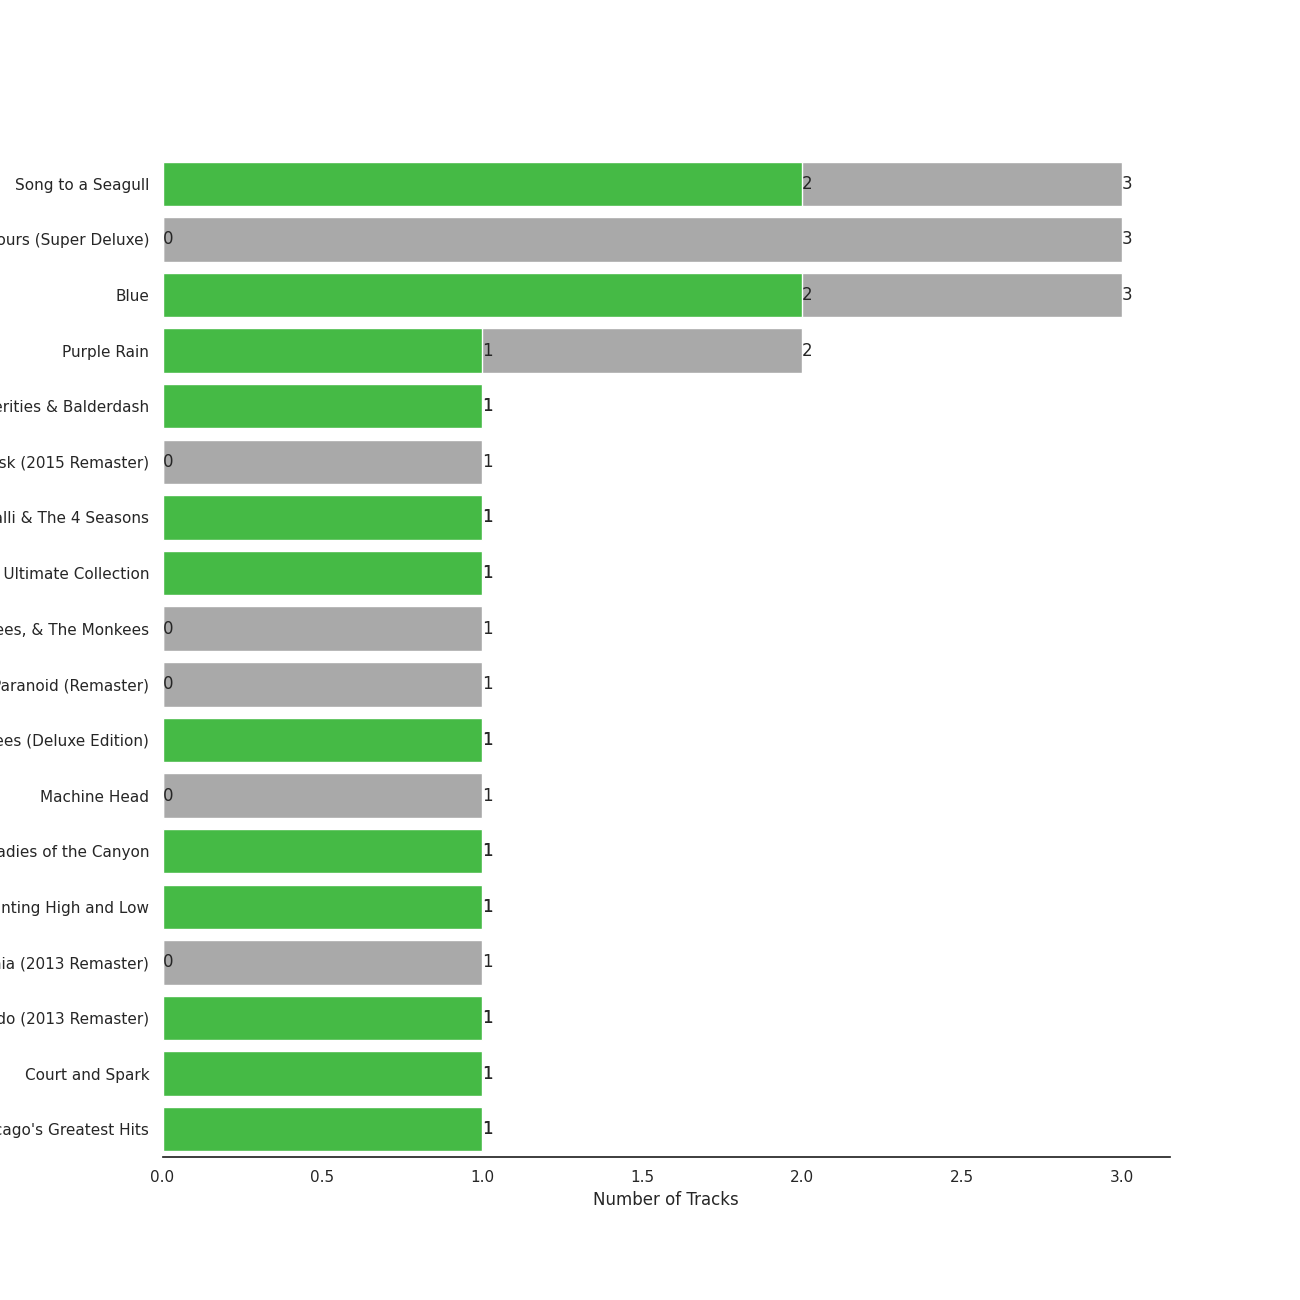 Song to a Seagull 2 3
ours (Super Deluxe) 0 3
Blue 2 3
Purple Rain 1 2
erities & Balderdash 1
sk (2015 Remaster) 0 1
alli & The 4 Seasons 1
Ultimate Collection 1
ees, & The Monkees 0 1
Paranoid (Remaster) 0 1
ees (Deluxe Edition) 1
Machine Head 0 1
adies of the Canyon 1
nting High and Low 1
ia (2013 Remaster) 0 1
do (2013 Remaster) 1
Court and Spark 1
cago's Greatest Hits 1
0.0 0.5 1.0 1.5 2.0 2.5 3.0
Number of Tracks